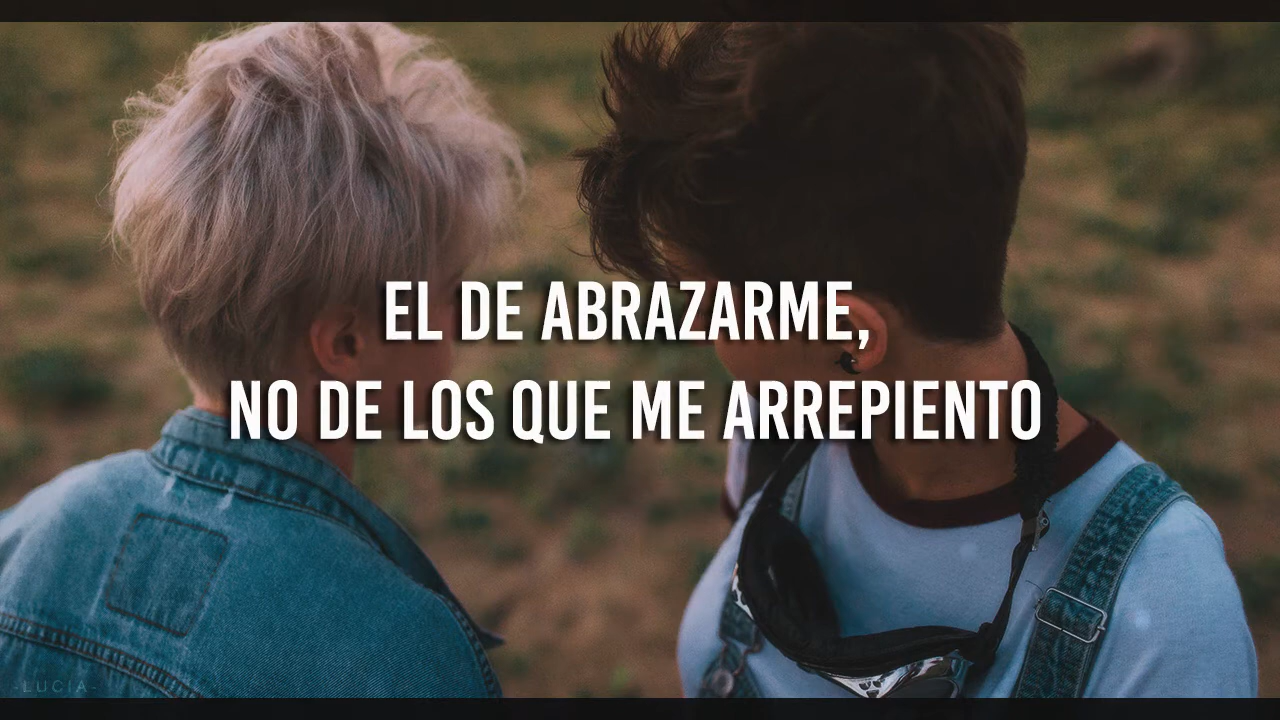 EL DE ABRAZARME,
NO DE LOS QUE ME ARREPIENTO
-LUCIA-